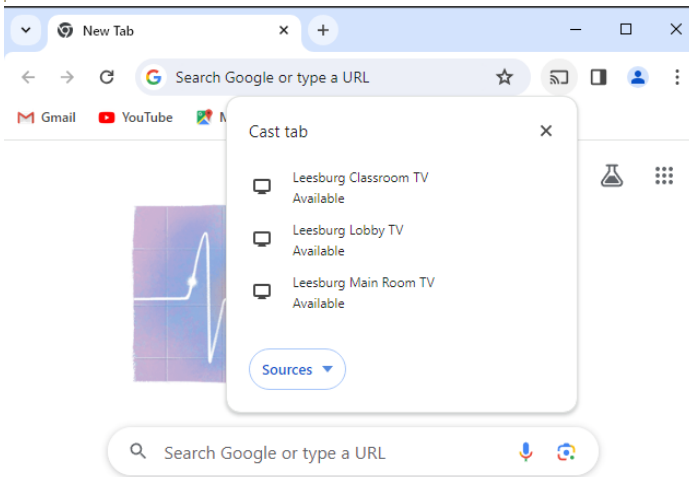 New Tab
Search Google or type a URL
Gmail YouTube
Cast tab
Leesburg Classroom TV
Available
Leesburg Lobby TV
Available
Leesburg Main Room TV
Available
Sources
Search Google or type a URL